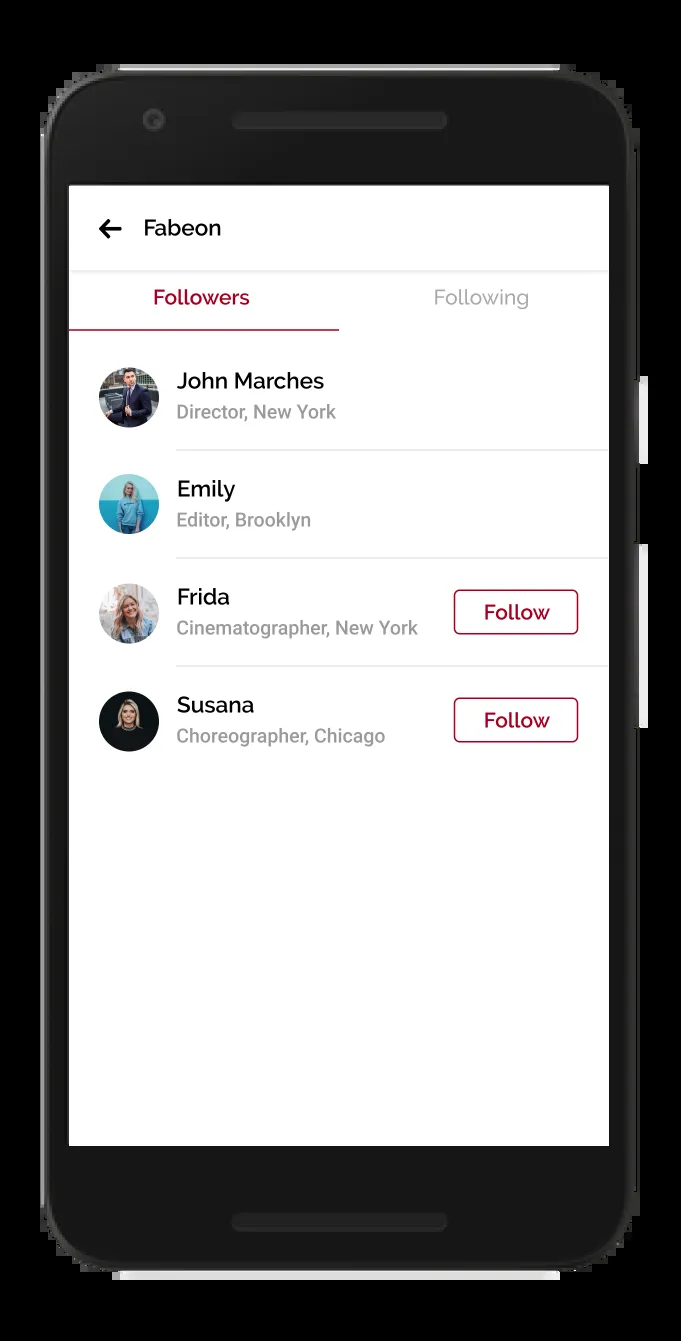 Fabeon
Followers
Following
John Marches
Director, New York
Emily
Editor, Brooklyn
Frida
Cinematographer, New York
Follow
Susana
Choreographer, Chicago
Follow